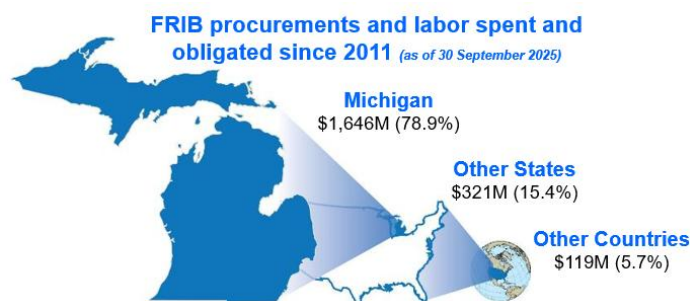 FRIB procurements and labor spent and
obligated since 2011 (as of 30 September 2025)
Michigan
$1,646M (78.9%)
Other States
$321M (15.4%)
Other Countries
$119M (5.7%)